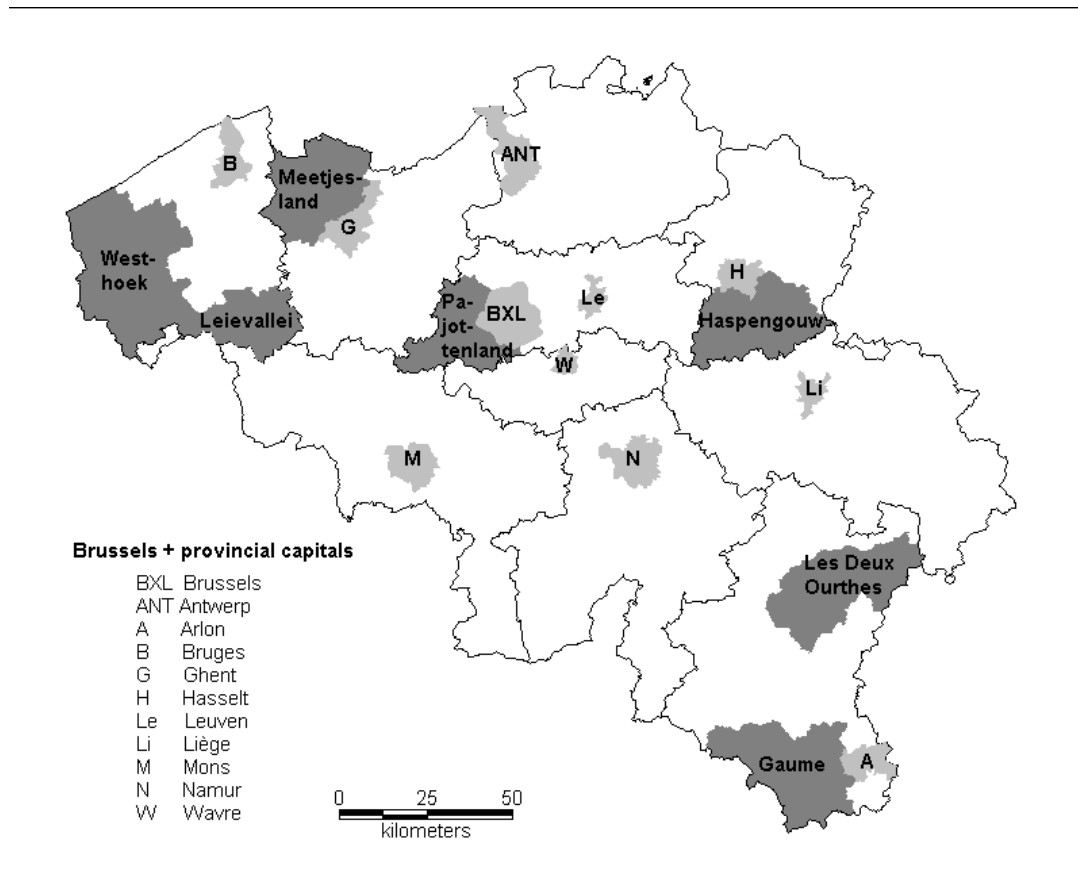 ANT
B
Meetjes-
land
G
West-
hoek
H
Pa-
jot-
tenland
BXL
Le
Leievallei
Haspengouw
W
Li
M
N
Brussels + provincial capitals
BXL Brussels
ANT Antwerp
A Arlon
B Bruges
G Ghent
H Hasselt
Le Leuven
Li Liège
M Mons
N Namur
W Wavre
Les Deux
Ourthes
Gaume
A
0 25 50
kilometers